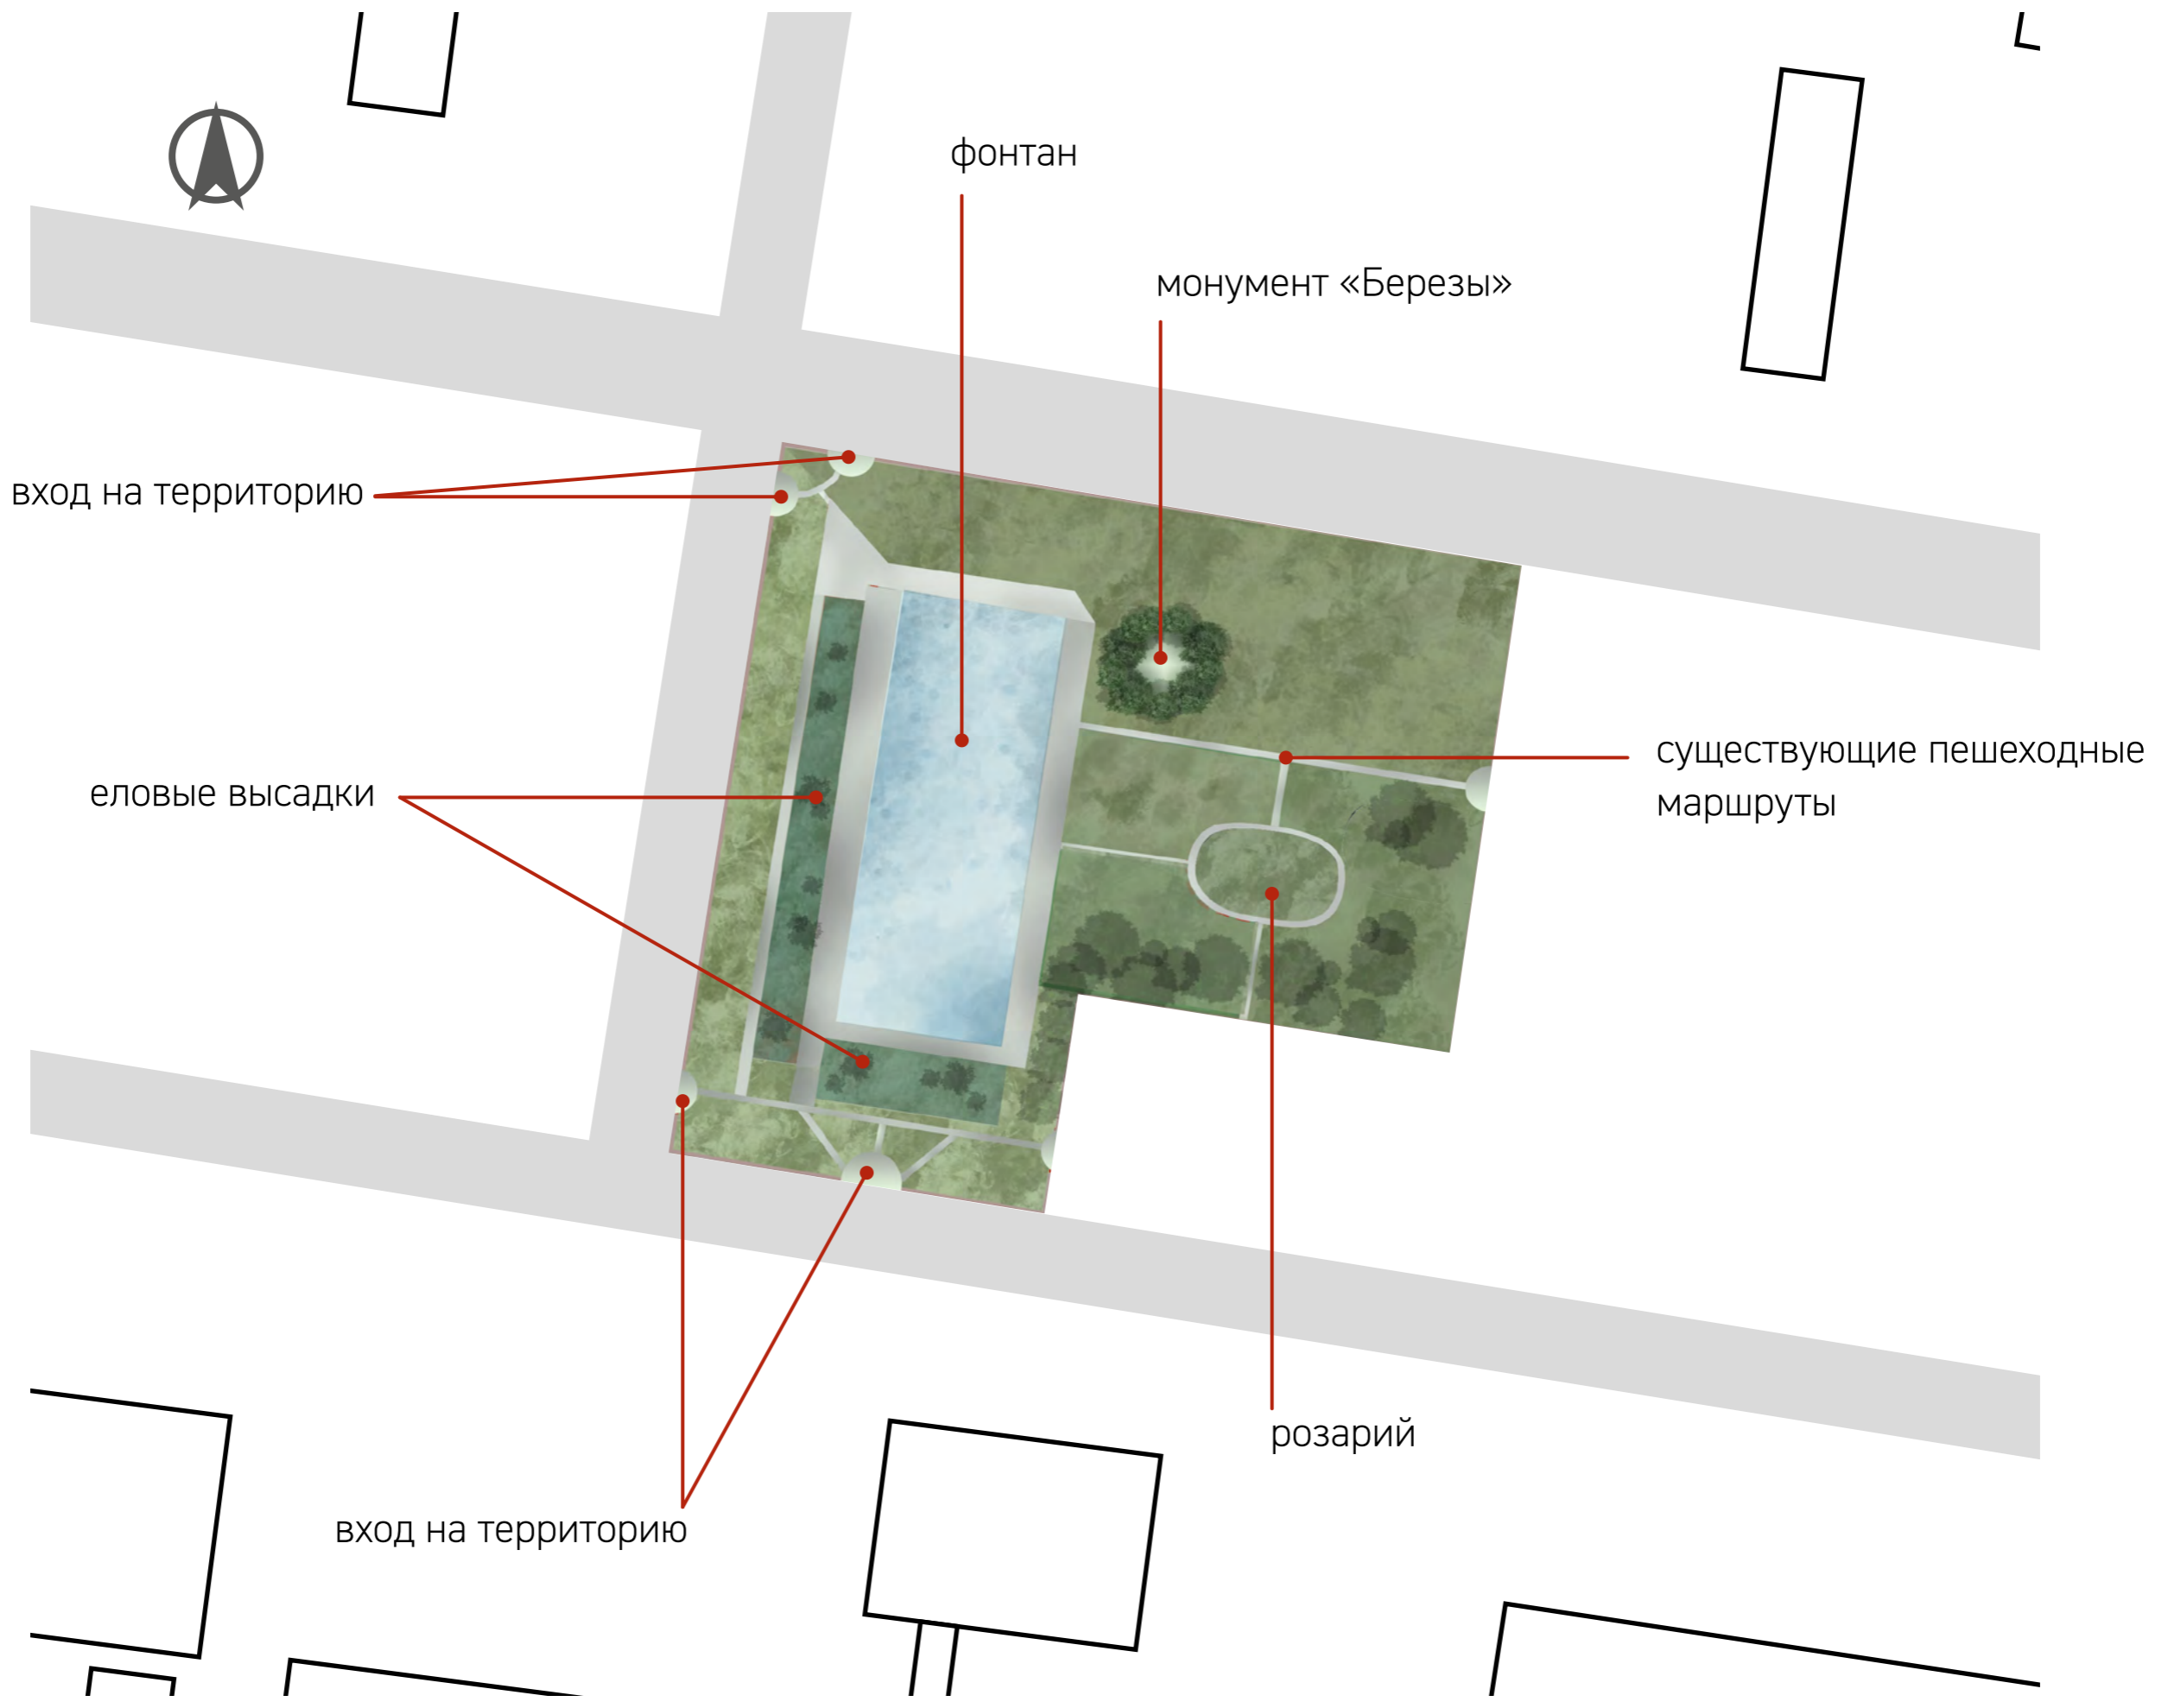 фонтан
монумент «Березы»
вход на территорию
существующие пешеходные
маршруты
еловые высадки
розарий
вход на территорию